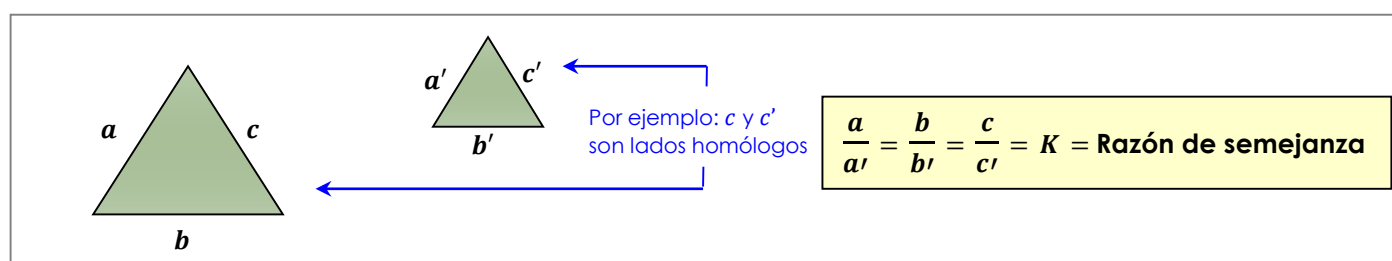 a
c
b
a′
c′
b′
Por ejemplo: c y c’
son lados homólogos
a/a′ = b/b′ = c/c′ = K = Razón de semejanza